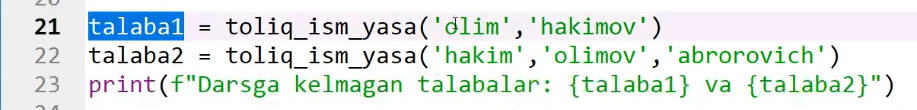 21 talaba1 = toliq_ism_yasa('olim','hakimov')
22 talaba2 = toliq_ism_yasa('hakim','olimov','abrorovich')
23 print(f"Darsga kelmagan talabalar: {talaba1} va {talaba2}")